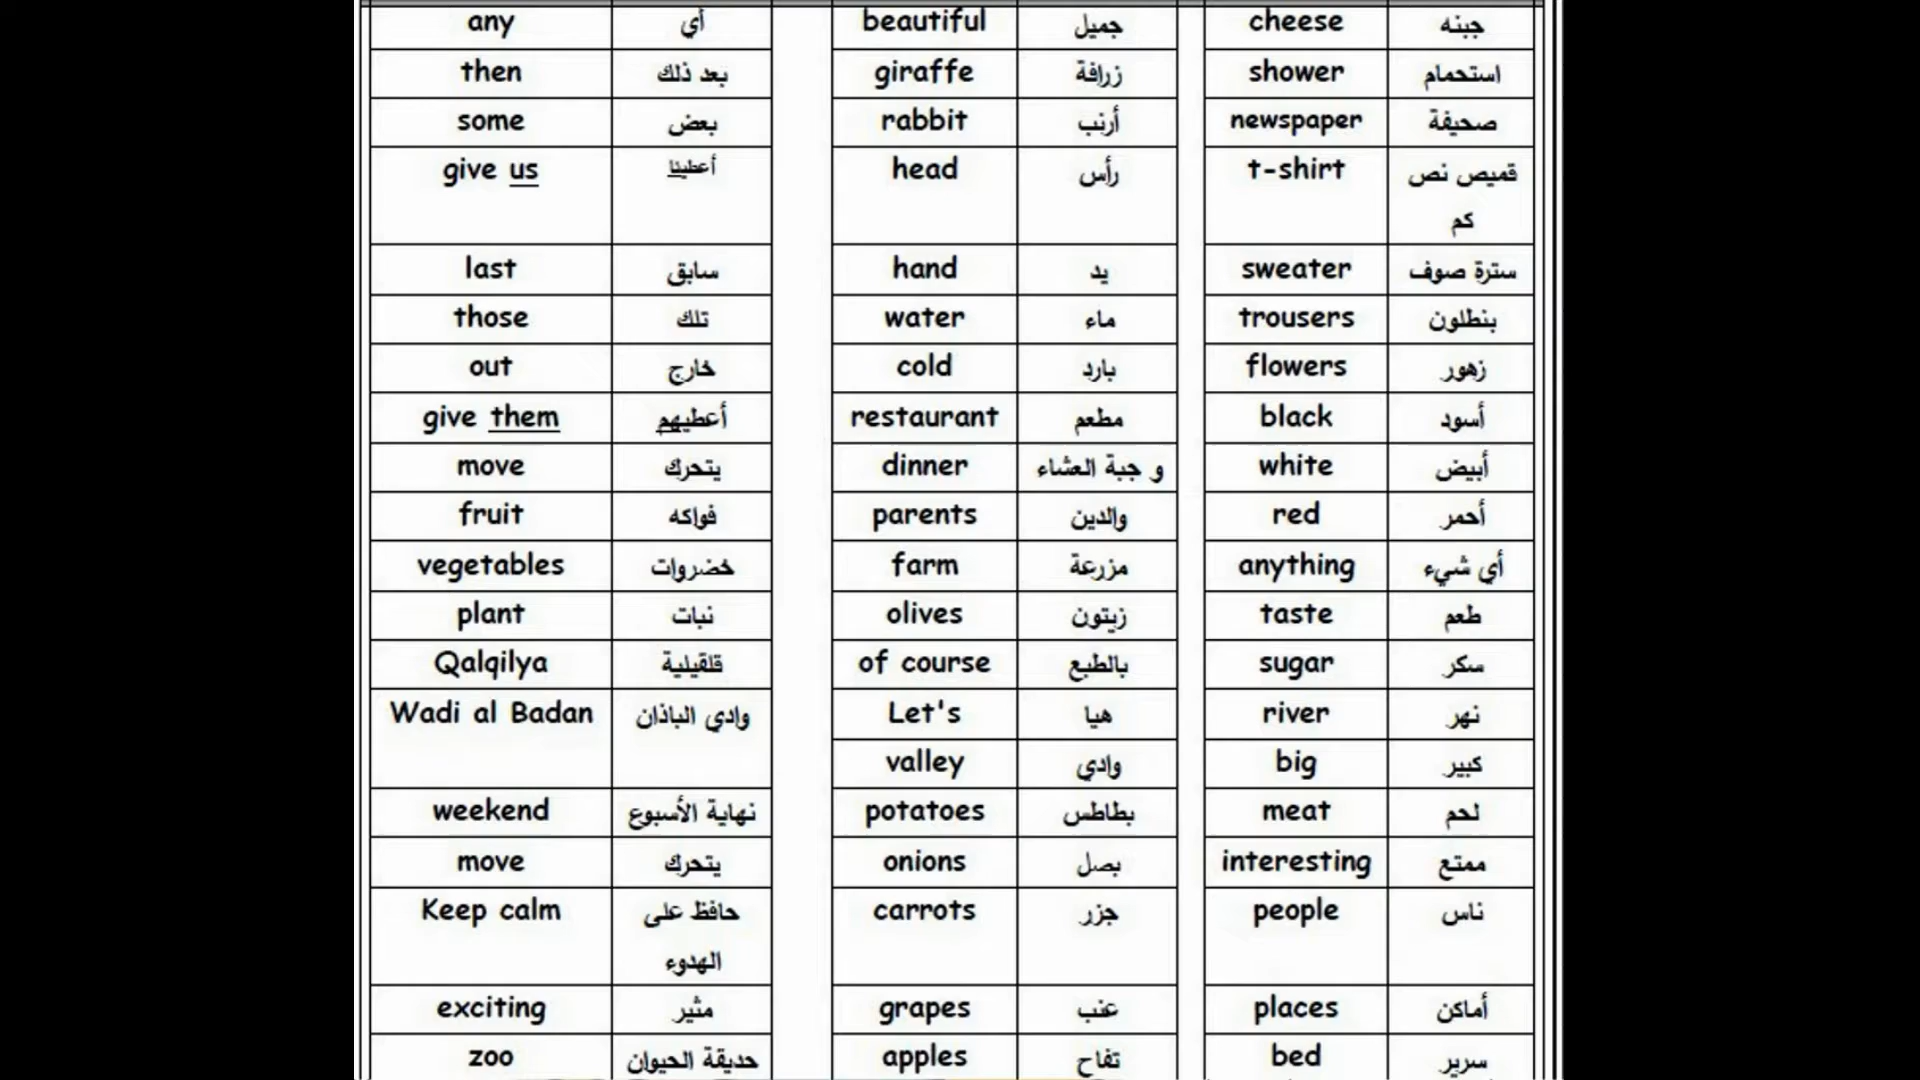 any أي beautiful جميل cheese جبنه
then بعد ذلك giraffe زرافة shower استحمام
some بعض rabbit أرنب newspaper صحيفة
give us أعطينا head رأس t-shirt قميص نص
كم
last سابق hand يد sweater سترة صوف
those تلك water ماء trousers بنطلون
out خارج cold بارد flowers زهور
give them أعطيهم restaurant مطعم black أسود
move يتحرك dinner و جبة العشاء white أبيض
fruit فواكه parents والدين red أحمر
vegetables خضروات farm مزرعة anything أي شيء
plant نبات olives زيتون taste طعم
Qalqilya قلقيلية of course بالطبع sugar سكر
Wadi al Badan وادي الباذان Let's هيا river نهر
valley وادي big كبير
weekend نهاية الأسبوع potatoes بطاطس meat لحم
move يتحرك onions بصل interesting ممتع
Keep calm حافظ على carrots جزر people ناس
الهدوء
exciting مثير grapes عنب places أماكن
zoo حديقة الحيوان apples تفاح bed سرير